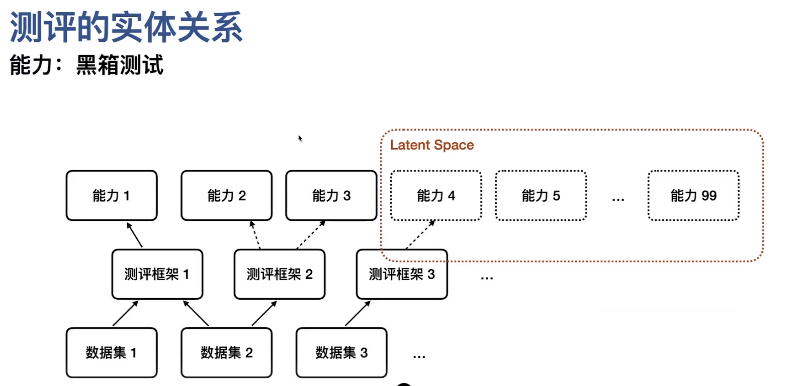 测评的实体关系
能力：黑箱测试
Latent Space
能力 1
能力 2
能力 3
能力 4
能力 5
...
能力 99
测评框架 1
测评框架 2
测评框架 3
...
数据集 1
数据集 2
数据集 3
...